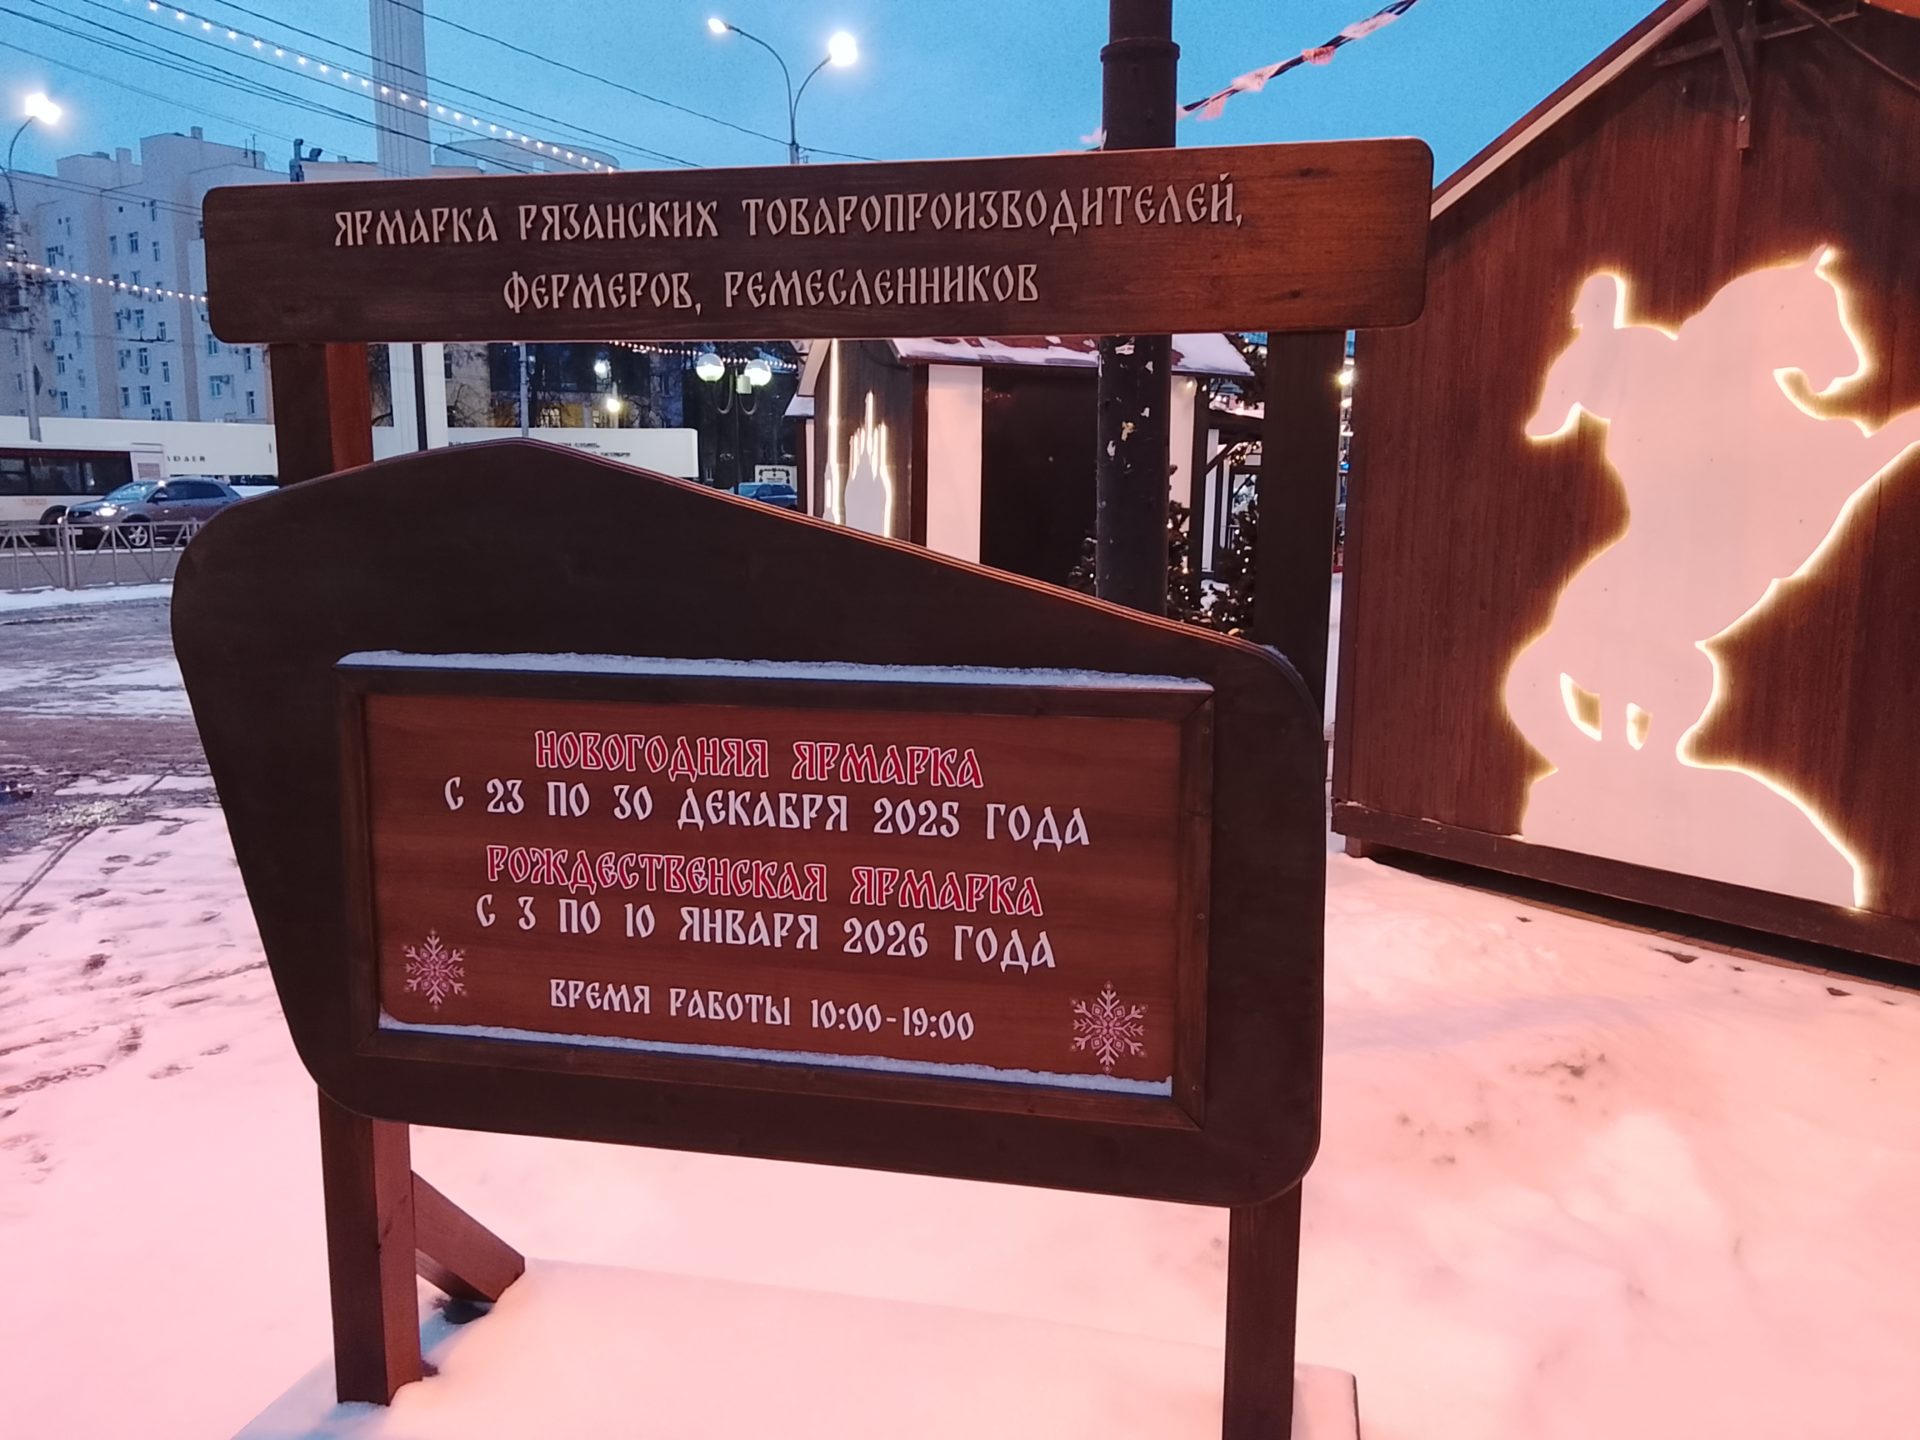 ЯРМАРКА РЯЗАНСКИХ ТОВАРОПРОИЗВОДИТЕЛЕЙ,
ФЕРМЕРОВ, РЕМЕСЛЕННИКОВ
НОВОГОДНЯЯ ЯРМАРКА
С 23 ПО 30 ДЕКАБРЯ 2025 ГОДА
РОЖДЕСТВЕНСКАЯ ЯРМАРКА
С 3 ПО 10 ЯНВАРЯ 2026 ГОДА
ВРЕМЯ РАБОТЫ 10:00-19:00